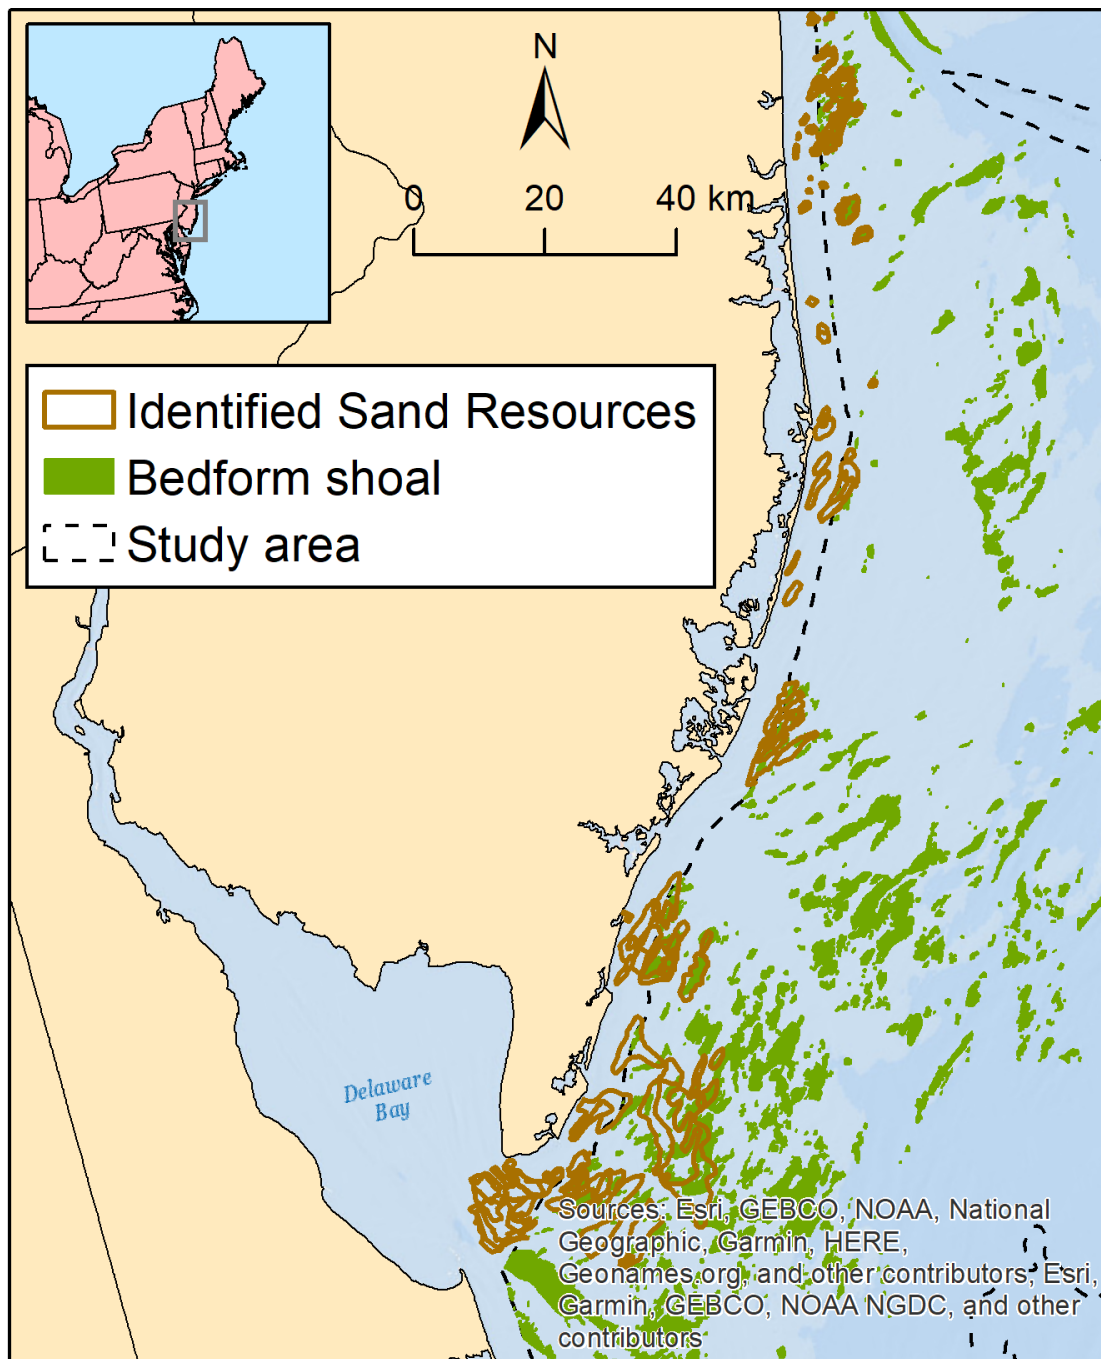 N
0 20 40 km
Identified Sand Resources
Bedform shoal
Study area
Delaware
Bay
Sources: Esri, GEBCO, NOAA, National
Geographic, Garmin, HERE,
Geonames.org, and other contributors, Esri,
Garmin, GEBCO, NOAA NGDC, and other
contributors